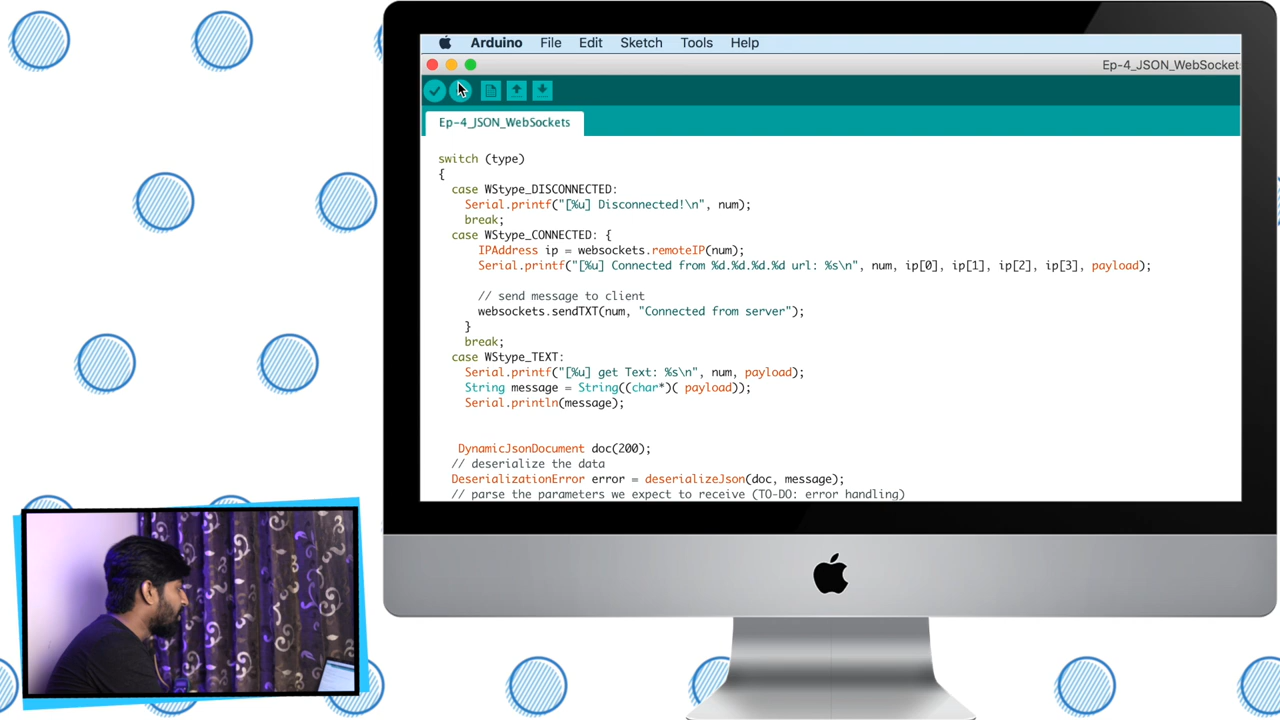 Arduino File Edit Sketch Tools Help
Ep-4_JSON_WebSocket
Ep-4_JSON_WebSockets
switch (type)
{
case WStype_DISCONNECTED:
Serial.printf("[%u] Disconnected!\n", num);
break;
case WStype_CONNECTED: {
IPAddress ip = websockets.remoteIP(num);
Serial.printf("[%u] Connected from %d.%d.%d.%d url: %s\n", num, ip[0], ip[1], ip[2], ip[3], payload);
// send message to client
websockets.sendTXT(num, "Connected from server");
}
break;
case WStype_TEXT:
Serial.printf("[%u] get Text: %s\n", num, payload);
String message = String((char*)( payload));
Serial.println(message);
DynamicJsonDocument doc(200);
// deserialize the data
DeserializationError error = deserializeJson(doc, message);
// parse the parameters we expect to receive (TO-DO: error handling)